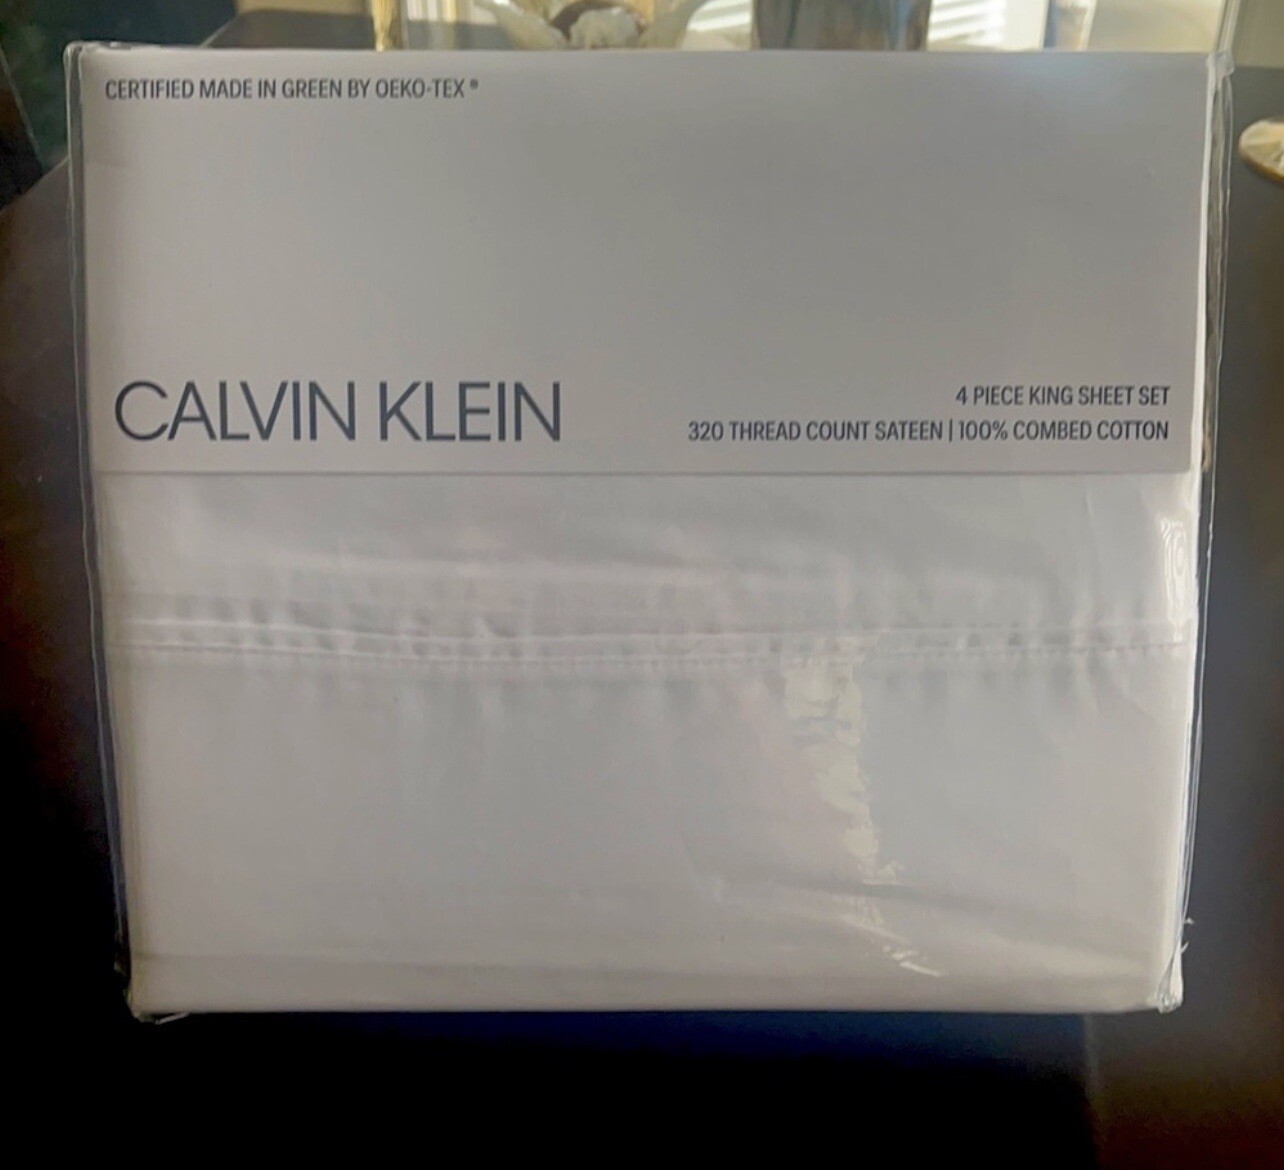 CERTIFIED MADE IN GREEN BY OEKO-TEX ®
CALVIN KLEIN
4 PIECE KING SHEET SET
320 THREAD COUNT SATEEN | 100% COMBED COTTON